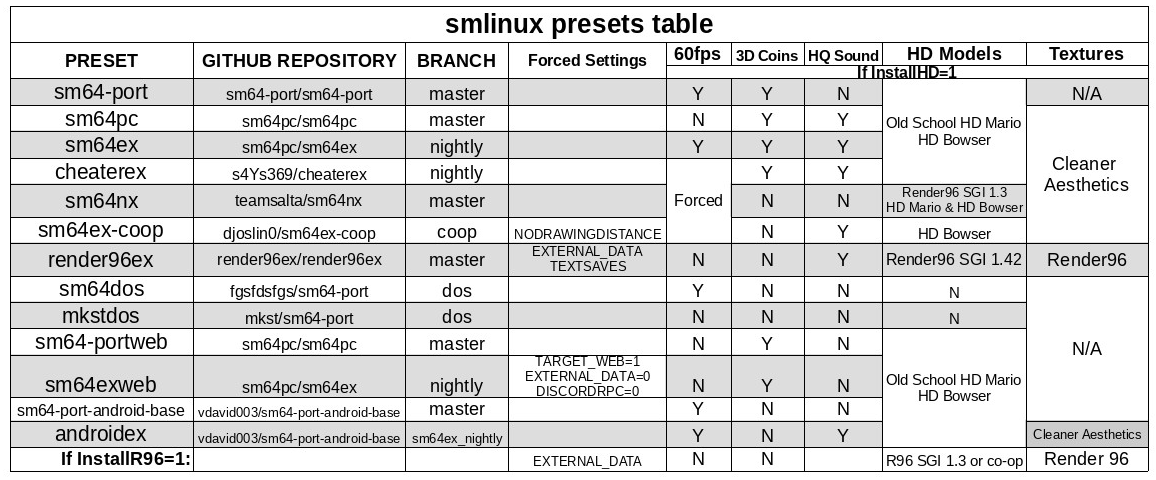 smlinux presets table
PRESET GITHUB REPOSITORY BRANCH Forced Settings 60fps 3D Coins HQ Sound HD Models Textures
If InstallHD=1
sm64-port sm64-port/sm64-port master Y Y N N/A
sm64pc sm64pc/sm64pc master N Y Y
Old School HD Mario
HD Bowser
sm64ex sm64pc/sm64ex nightly Y Y Y
Cleaner
Aesthetics
cheaterex s4Ys369/cheaterex nightly Y Y
Forced
sm64nx teamsalta/sm64nx master N N
Render96 SGI 1.3
HD Mario & HD Bowser
sm64ex-coop djoslin0/sm64ex-coop coop NODRAWINGDISTANCE N Y HD Bowser
render96ex render96ex/render96ex master
EXTERNAL_DATA
TEXTSAVES
N N Y Render96 SGI 1.42 Render96
sm64dos fgsfdsfgs/sm64-port dos Y N N N
mkstdos mkst/sm64-port dos N N N N
sm64-portweb sm64pc/sm64pc master N Y N
N/A
sm64exweb sm64pc/sm64ex nightly
TARGET_WEB=1
EXTERNAL_DATA=0
DISCORDRPC=0
N Y N
Old School HD Mario
HD Bowser
sm64-port-android-base vdavid003/sm64-port-android-base master Y N N
androidex vdavid003/sm64-port-android-base sm64ex_nightly Y N Y Cleaner Aesthetics
If InstallR96=1: EXTERNAL_DATA N N R96 SGI 1.3 or co-op Render 96